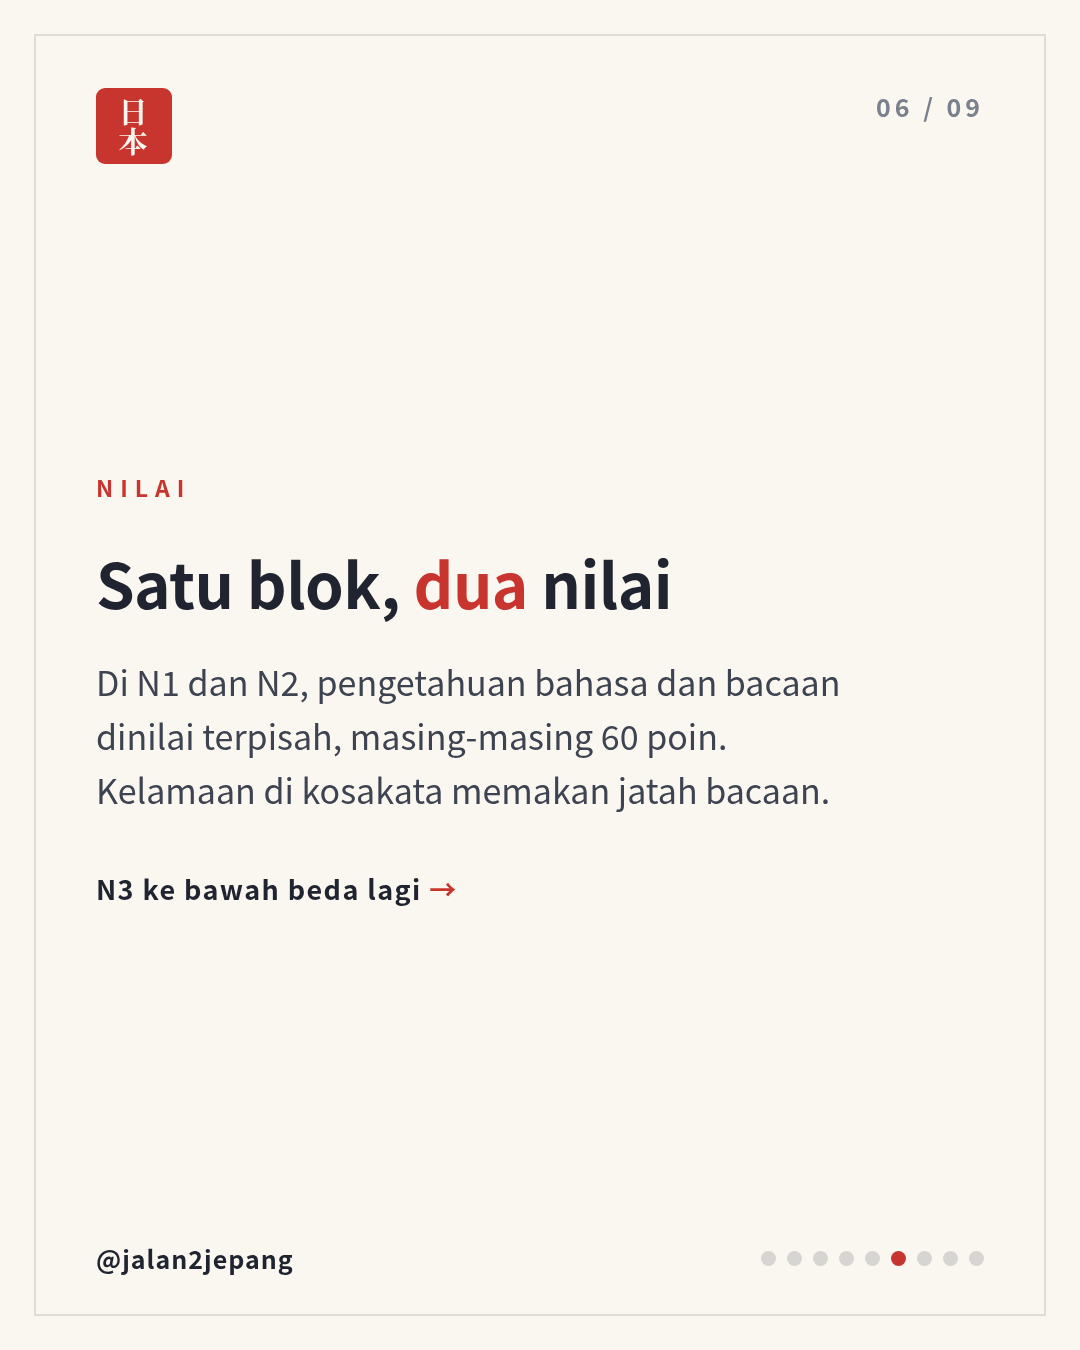 日本
06 / 09
NILAI
Satu blok, dua nilai
Di N1 dan N2, pengetahuan bahasa dan bacaan
dinilai terpisah, masing-masing 60 poin.
Kelamaan di kosakata memakan jatah bacaan.
N3 ke bawah beda lagi →
@jalan2jepang